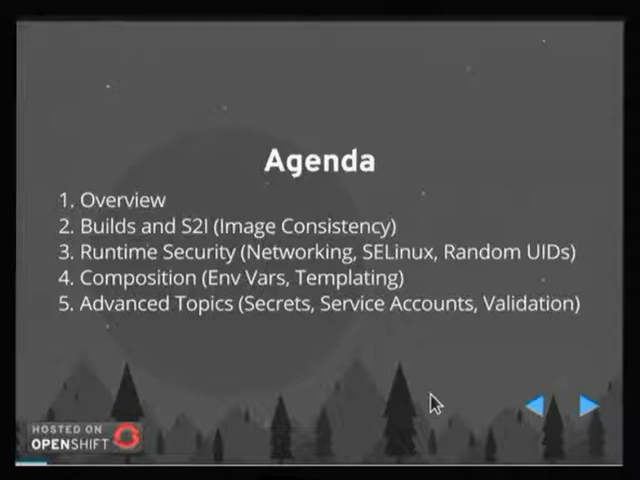 Agenda
1. Overview
2. Builds and S2I (Image Consistency)
3. Runtime Security (Networking, SELinux, Random UIDs)
4. Composition (Env Vars, Templating)
5. Advanced Topics (Secrets, Service Accounts, Validation)
HOSTED ON
OPENSHIFT